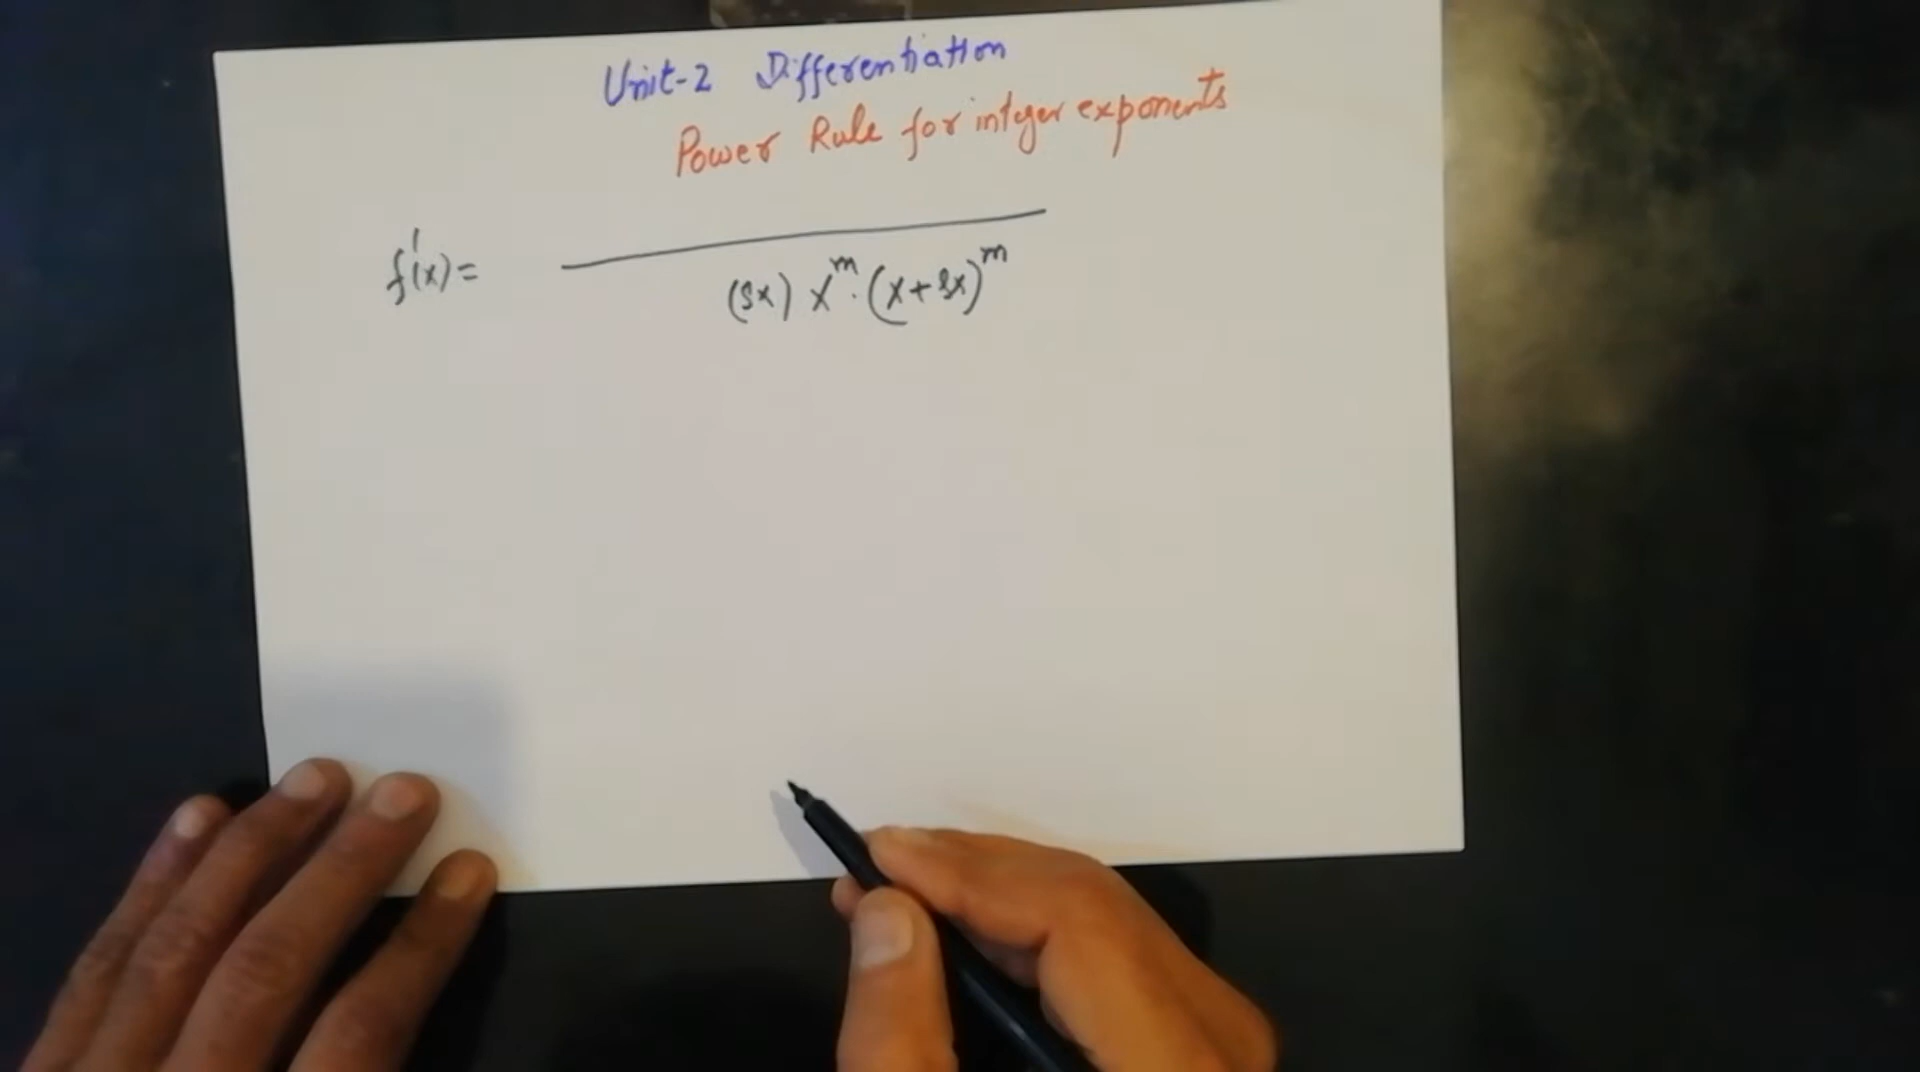 Unit-2 Differentiation
Power Rule for integer exponents
f'(x) =
(δx) x^m . (x+δx)^m